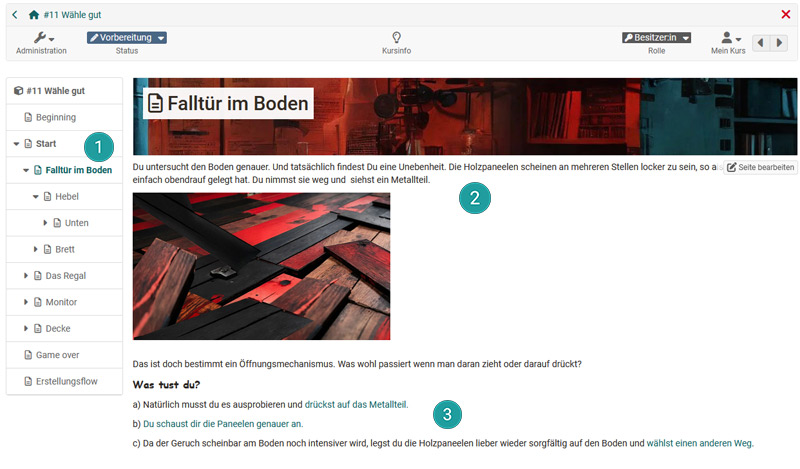 #11 Wähle gut
Administration
Vorbereitung
Status
Kursinfo
Besitzer:in
Rolle
Mein Kurs
#11 Wähle gut
Beginning
Start
Falltür im Boden
Hebel
Unten
Brett
Das Regal
Monitor
Decke
Game over
Erstellungsflow
1
Falltür im Boden
Du untersucht den Boden genauer. Und tatsächlich findest Du eine Unebenheit. Die Holzpaneelen scheinen an mehreren Stellen locker zu sein, so a
Seite bearbeiten
einfach obendrauf gelegt hat. Du nimmst sie weg und siehst ein Metallteil.
2
Das ist doch bestimmt ein Öffnungsmechanismus. Was wohl passiert wenn man daran zieht oder darauf drückt?
Was tust du?
a) Natürlich musst du es ausprobieren und drückst auf das Metallteil.
3
b) Du schaust dir die Paneelen genauer an.
c) Da der Geruch scheinbar am Boden noch intensiver wird, legst du die Holzpaneelen lieber wieder sorgfältig auf den Boden und wählst einen anderen Weg.